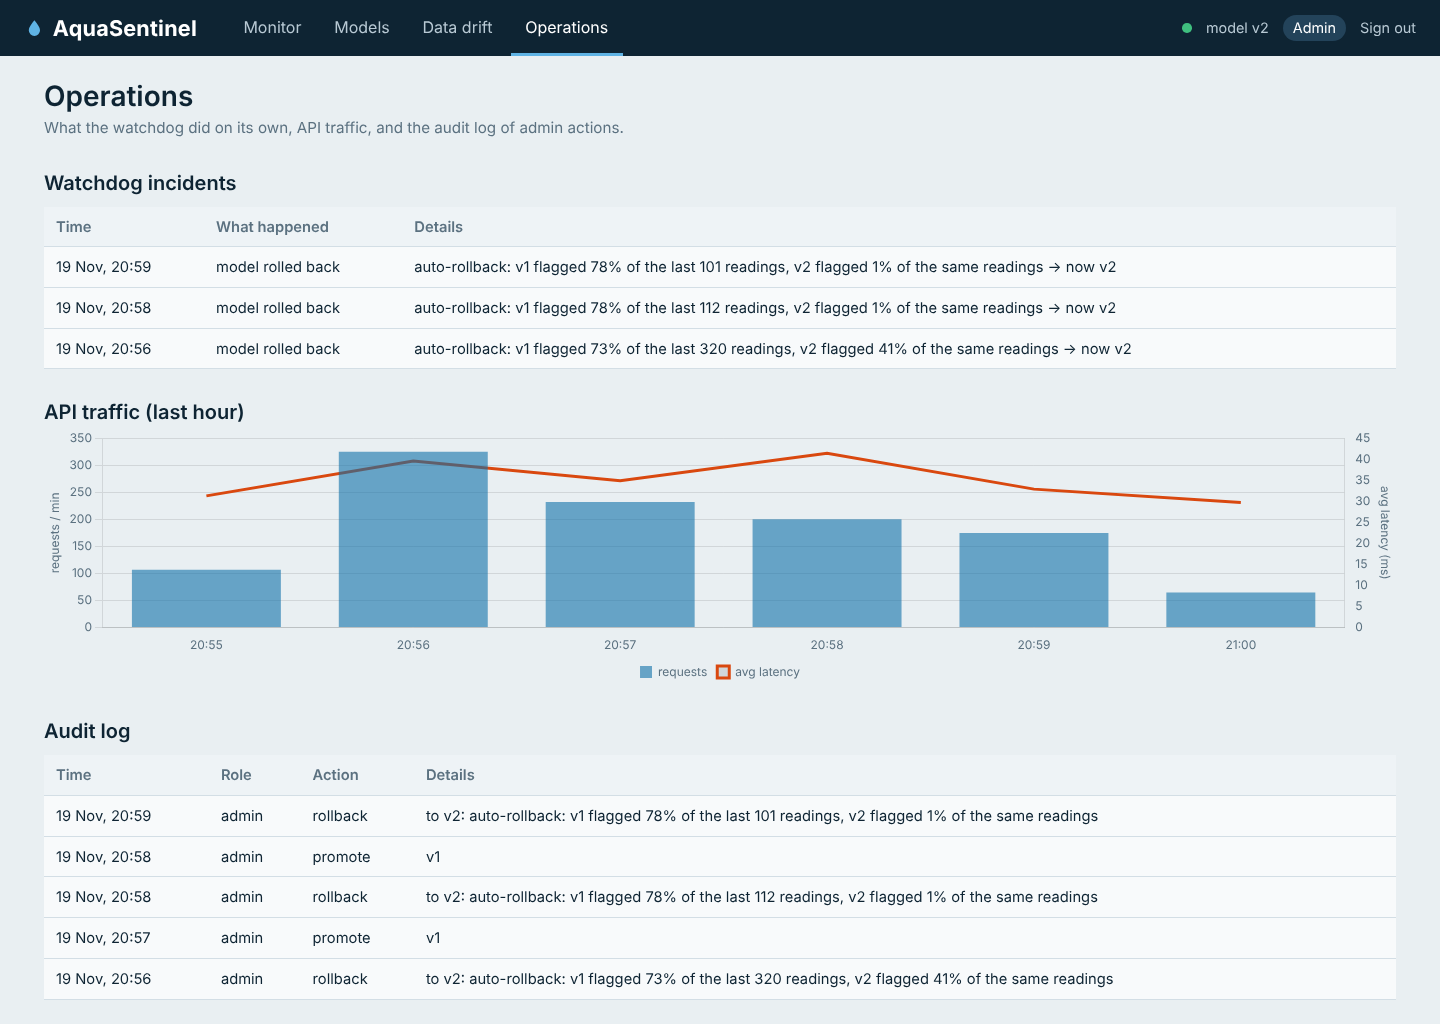 AquaSentinel Monitor Models Data drift Operations model v2 Admin Sign out
Operations
What the watchdog did on its own, API traffic, and the audit log of admin actions.
Watchdog incidents
Time What happened Details
19 Nov, 20:59 model rolled back auto-rollback: v1 flagged 78% of the last 101 readings, v2 flagged 1% of the same readings → now v2
19 Nov, 20:58 model rolled back auto-rollback: v1 flagged 78% of the last 112 readings, v2 flagged 1% of the same readings → now v2
19 Nov, 20:56 model rolled back auto-rollback: v1 flagged 73% of the last 320 readings, v2 flagged 41% of the same readings → now v2
API traffic (last hour)
requests / min
350
300
250
200
150
100
50
0
45
40
35
30
25
20
15
10
5
0
avg latency (ms)
20:55 20:56 20:57 20:58 20:59 21:00
requests avg latency
Audit log
Time Role Action Details
19 Nov, 20:59 admin rollback to v2: auto-rollback: v1 flagged 78% of the last 101 readings, v2 flagged 1% of the same readings
19 Nov, 20:58 admin promote v1
19 Nov, 20:58 admin rollback to v2: auto-rollback: v1 flagged 78% of the last 112 readings, v2 flagged 1% of the same readings
19 Nov, 20:57 admin promote v1
19 Nov, 20:56 admin rollback to v2: auto-rollback: v1 flagged 73% of the last 320 readings, v2 flagged 41% of the same readings